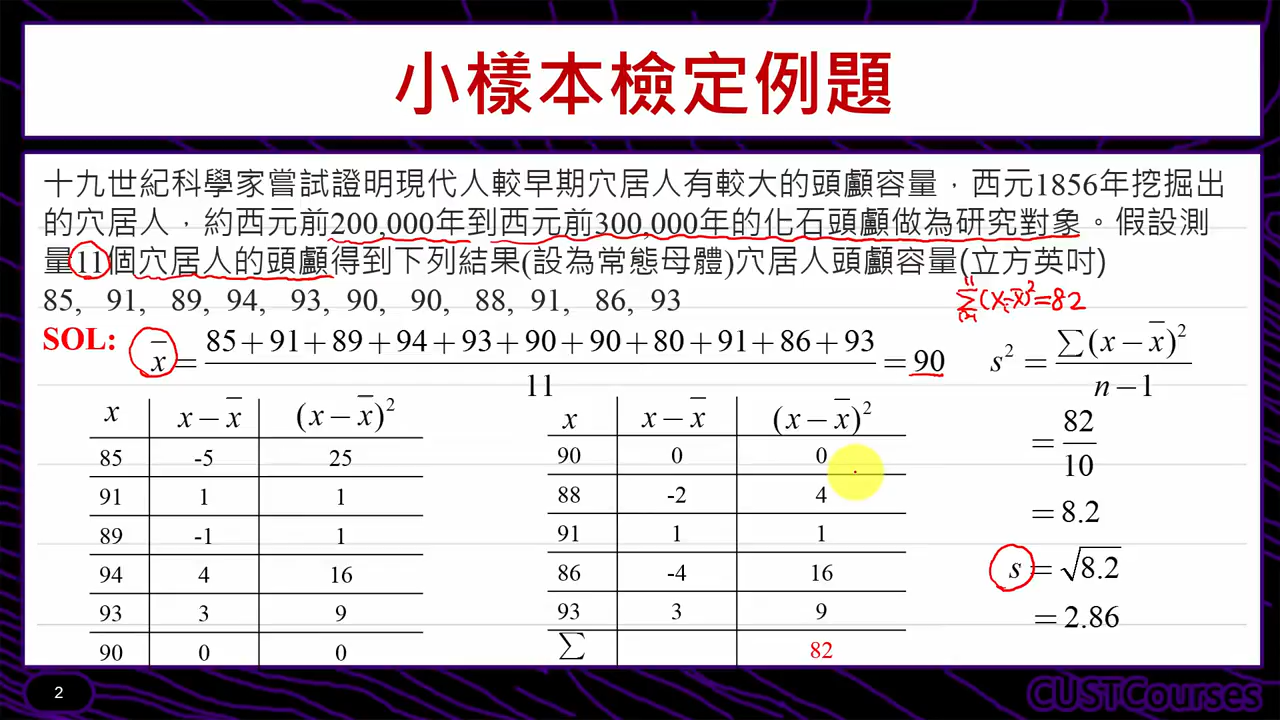 小樣本檢定例題
十九世紀科學家嘗試證明現代人較早期穴居人有較大的頭顱容量，西元1856年挖掘出
的穴居人，約西元前200,000年到西元前300,000年的化石頭顱做為研究對象。假設測
量11個穴居人的頭顱得到下列結果(設為常態母體)穴居人頭顱容量(立方英吋)
85, 91, 89, 94, 93, 90, 90, 88, 91, 86, 93
∑(xᵢ-x̄)²=82
SOL: x̄ = (85+91+89+94+93+90+90+80+91+86+93)/11 = 90
s² = ∑(x-x̄)²/(n-1)
= 82/10
= 8.2
s = √8.2
= 2.86
x x-x̄ (x-x̄)²
85 -5 25
91 1 1
89 -1 1
94 4 16
93 3 9
90 0 0
x x-x̄ (x-x̄)²
90 0 0
88 -2 4
91 1 1
86 -4 16
93 3 9
∑ 82
2
CUSTCourses